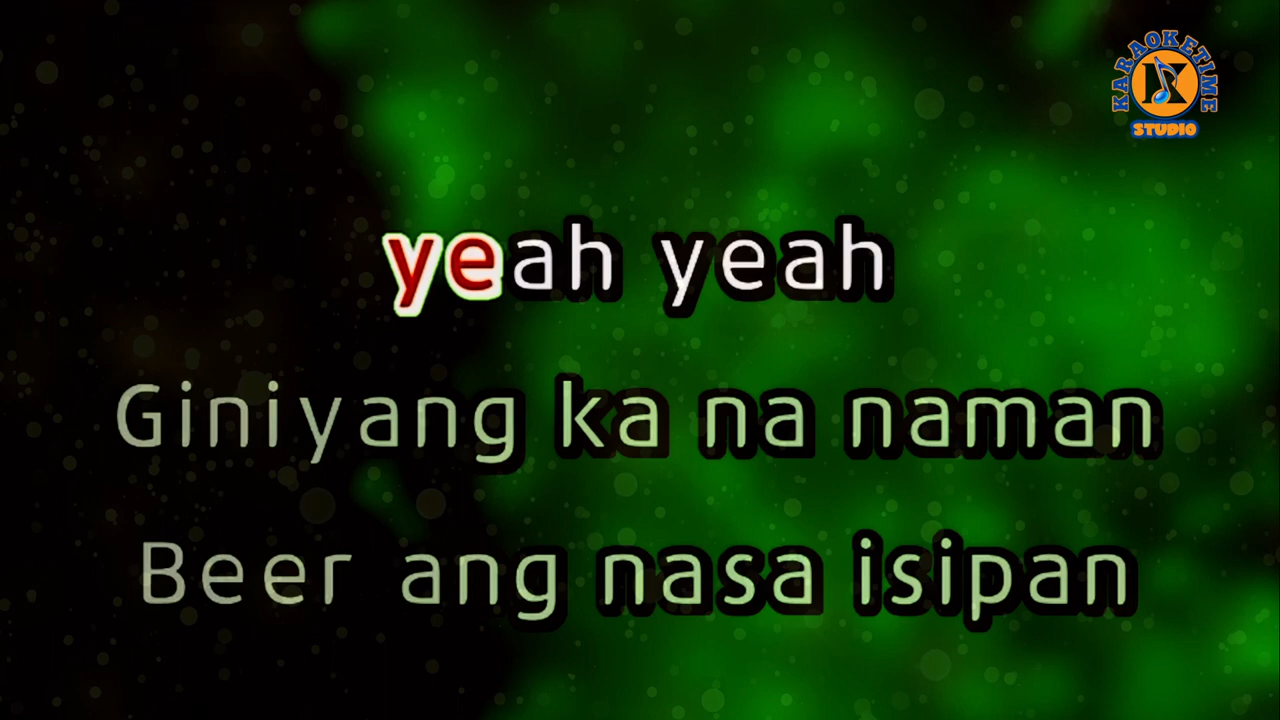 KARAOKETIME
STUDIO
yeah yeah
Giniyang ka na naman
Beer ang nasa isipan